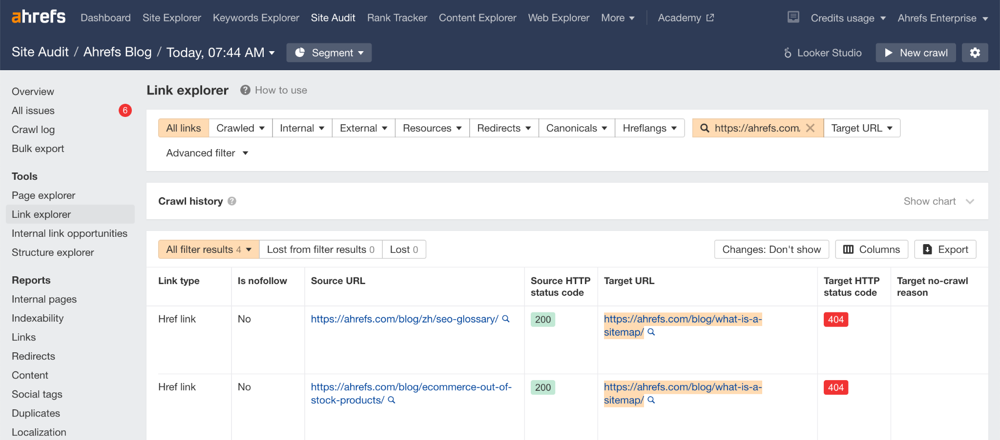 ahrefs Dashboard Site Explorer Keywords Explorer Site Audit Rank Tracker Content Explorer Web Explorer More Academy Credits usage Ahrefs Enterprise
Site Audit / Ahrefs Blog / Today, 07:44 AM Segment Looker Studio New crawl
Overview
All issues 6
Crawl log
Bulk export
Tools
Page explorer
Link explorer
Internal link opportunities
Structure explorer
Reports
Internal pages
Indexability
Links
Redirects
Content
Social tags
Duplicates
Localization
Link explorer ? How to use
All links Crawled Internal External Resources Redirects Canonicals Hreflangs https://ahrefs.com/ Target URL
Advanced filter
Crawl history ? Show chart
All filter results 4 Lost from filter results 0 Lost 0 Changes: Don't show Columns Export
Link type Is nofollow Source URL Source HTTP status code Target URL Target HTTP status code Target no-crawl reason
Href link No https://ahrefs.com/blog/zh/seo-glossary/ 200 https://ahrefs.com/blog/what-is-a-
sitemap/ 404
Href link No https://ahrefs.com/blog/ecommerce-out-of-
stock-products/ 200 https://ahrefs.com/blog/what-is-a-
sitemap/ 404